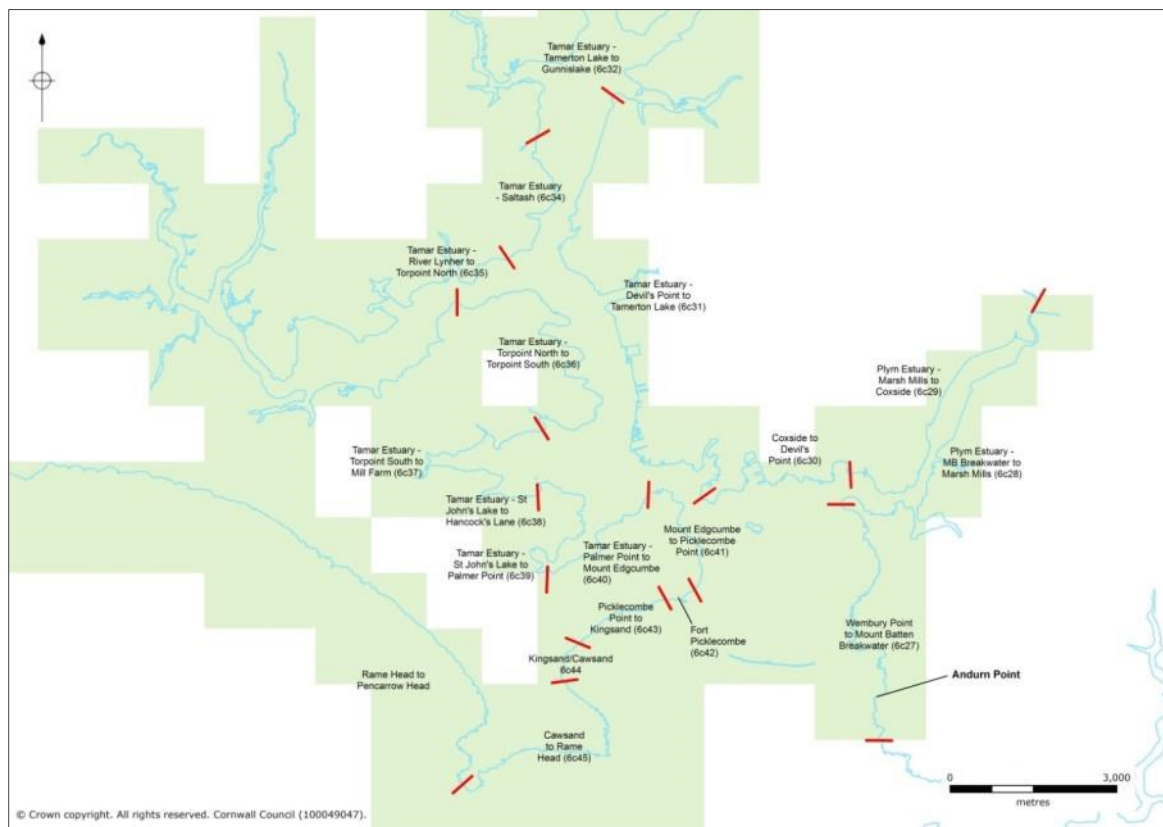 Tamar Estuary -
Tamerton Lake to
Gunnislake (6c32)
Tamar Estuary
- Saltash (6c34)
Tamar Estuary -
River Lynher to
Torpoint North (6c35)
Tamar Estuary -
Devil's Point to
Tamerton Lake (6c31)
Tamar Estuary -
Torpoint North to
Torpoint South (6c36)
Plym Estuary -
Marsh Mills to
Coxside (6c29)
Coxside to
Devil's
Point (6c30)
Tamar Estuary -
Torpoint South to
Mill Farm (6c37)
Plym Estuary -
MB Breakwater to
Marsh Mills (6c28)
Tamar Estuary - St
John's Lake to
Hancock's Lane (6c38)
Mount Edgcumbe
to Picklecombe
Point (6c41)
Tamar Estuary -
St John's Lake to
Palmer Point (6c39)
Tamar Estuary -
Palmer Point to
Mount Edgcumbe
(6c40)
Picklecombe
Point to
Kingsand (6c43)
Fort
Picklecombe
(6c42)
Wembury Point
to Mount Batten
Breakwater (6c27)
Kingsand/Cawsand
6c44
Rame Head to
Pencarrow Head
Andurn Point
Cawsand
to Rame
Head (6c45)
0 3,000
metres
© Crown copyright. All rights reserved. Cornwall Council (100049047).